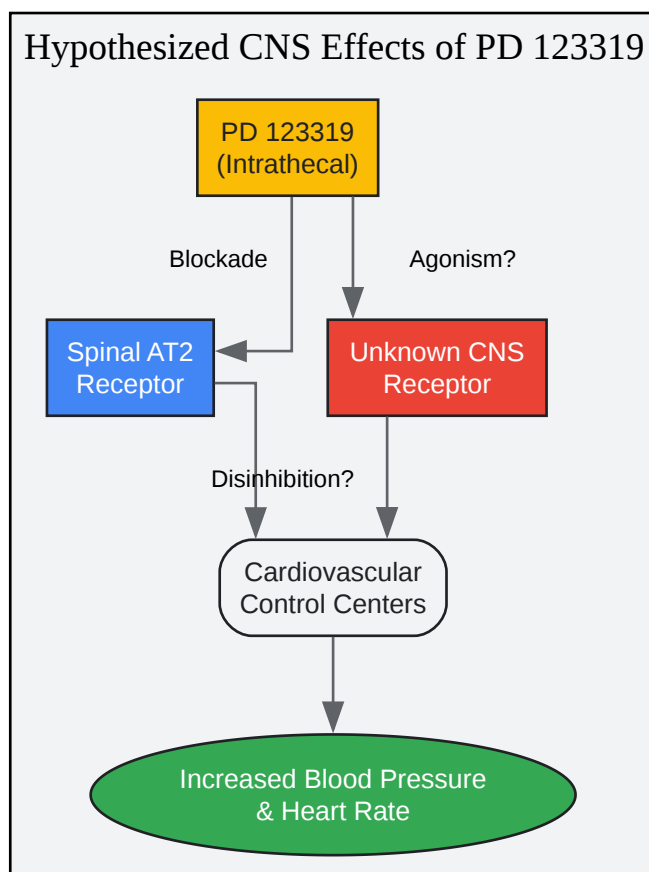 Hypothesized CNS Effects of PD 123319
PD 123319
(Intrathecal)
Blockade
Agonism?
Spinal AT2
Receptor
Unknown CNS
Receptor
Disinhibition?
Cardiovascular
Control Centers
Increased Blood Pressure
& Heart Rate